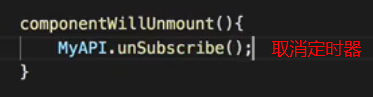 componentWillUnmount(){
MyAPI.unSubscribe(); 取消定时器
}